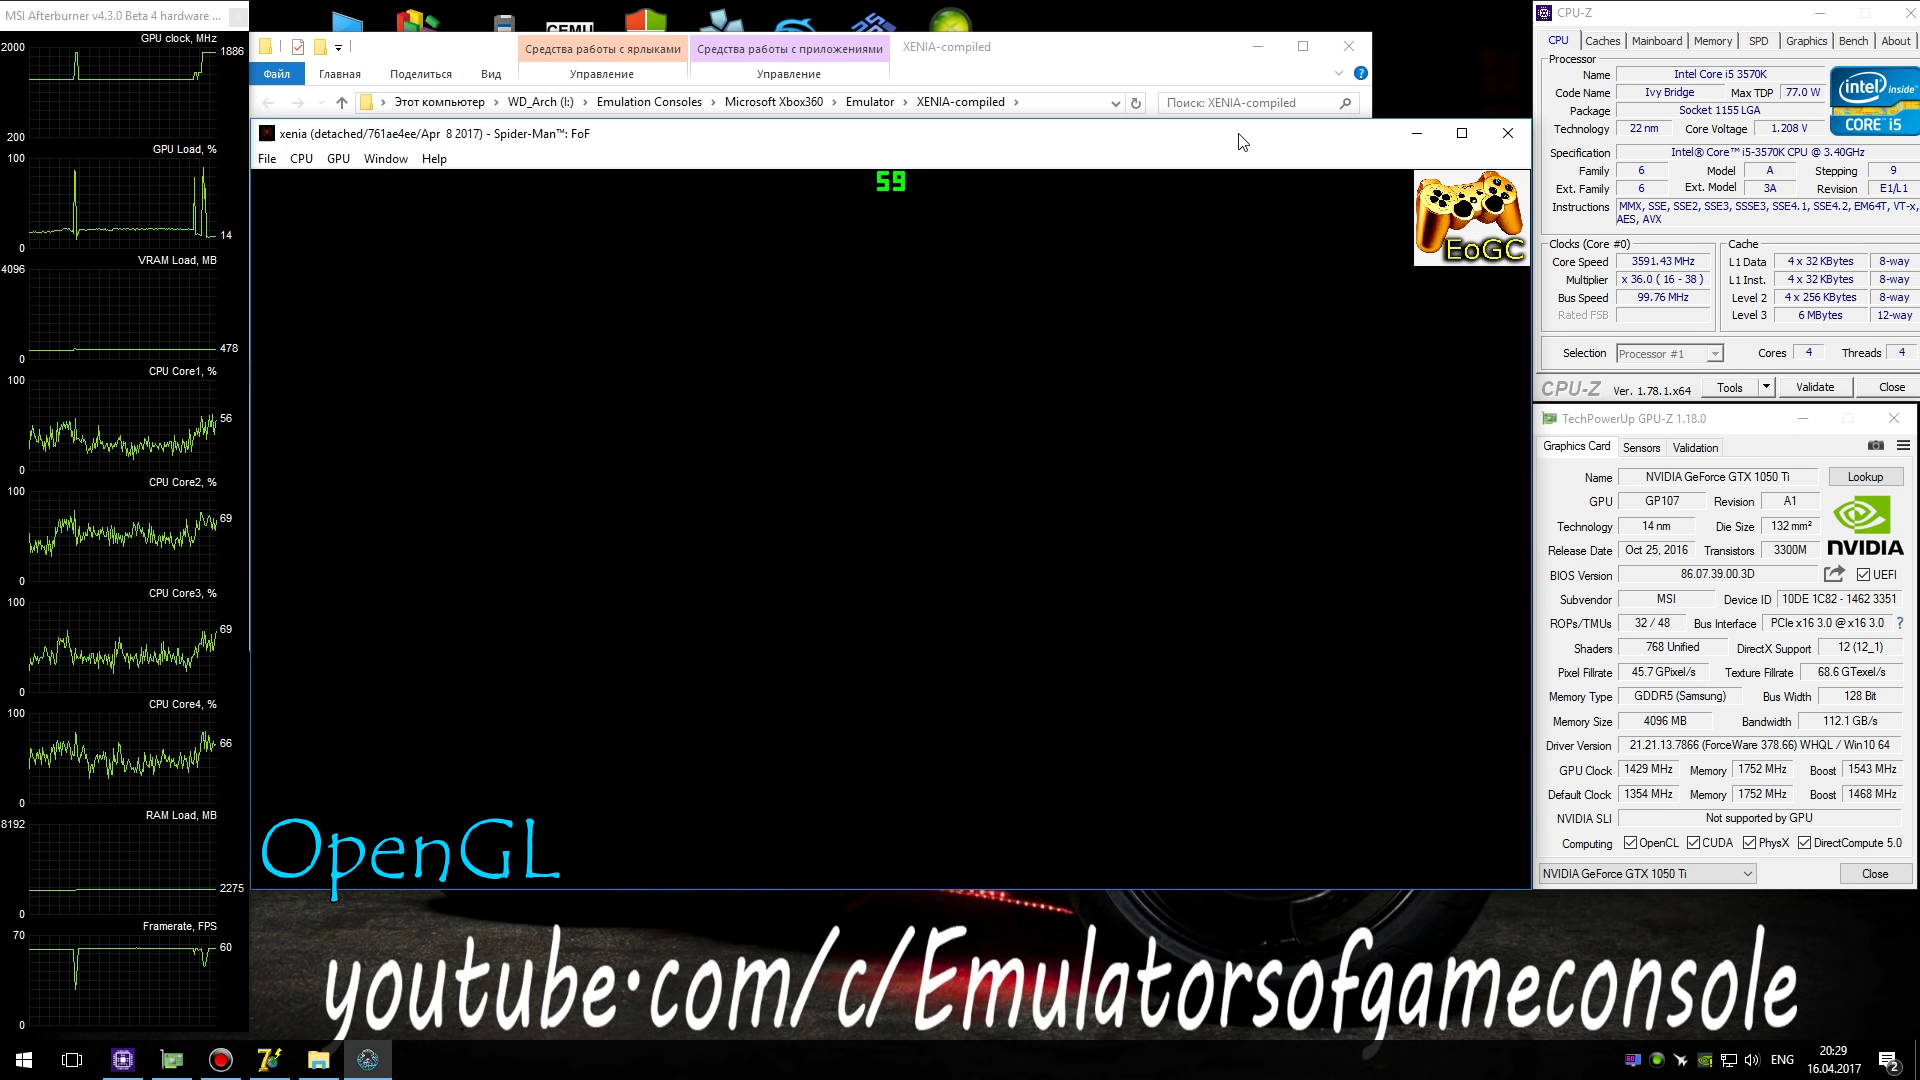 MSI Afterburner v4.3.0 Beta 4 hardware ...
GPU clock, MHz
2000
1886
200
GPU Load, %
100
14
0
VRAM Load, MB
4096
478
0
CPU Core1, %
100
56
0
CPU Core2, %
100
69
0
CPU Core3, %
100
69
0
CPU Core4, %
100
66
0
RAM Load, MB
8192
2275
0
Framerate, FPS
70
60
0
CEMU
Средства работы с ярлыками
Средства работы с приложениями
XENIA-compiled
Файл
Главная
Поделиться
Вид
Управление
Управление
Этот компьютер > WD_Arch (I:) > Emulation Consoles > Microsoft Xbox360 > Emulator > XENIA-compiled >
Поиск: XENIA-compiled
xenia (detached/761ae4ee/Apr 8 2017) - Spider-Man™: FoF
File CPU GPU Window Help
59
EoGC
OpenGL
youtube.com/c/Emulatorsofgameconsole
CPU-Z
CPU Caches Mainboard Memory SPD Graphics Bench About
Processor
Name Intel Core i5 3570K
Code Name Ivy Bridge Max TDP 77.0 W
Package Socket 1155 LGA
Technology 22 nm Core Voltage 1.208 V
intel inside™
CORE i5
Specification Intel® Core™ i5-3570K CPU @ 3.40GHz
Family 6 Model A Stepping 9
Ext. Family 6 Ext. Model 3A Revision E1/L1
Instructions MMX, SSE, SSE2, SSE3, SSSE3, SSE4.1, SSE4.2, EM64T, VT-x,
AES, AVX
Clocks (Core #0)
Core Speed 3591.43 MHz
Multiplier x 36.0 ( 16 - 38 )
Bus Speed 99.76 MHz
Rated FSB
Cache
L1 Data 4 x 32 KBytes 8-way
L1 Inst. 4 x 32 KBytes 8-way
Level 2 4 x 256 KBytes 8-way
Level 3 6 MBytes 12-way
Selection Processor #1 Cores 4 Threads 4
CPU-Z Ver. 1.78.1.x64 Tools Validate Close
TechPowerUp GPU-Z 1.18.0
Graphics Card Sensors Validation
Name NVIDIA GeForce GTX 1050 Ti Lookup
GPU GP107 Revision A1
Technology 14 nm Die Size 132 mm²
Release Date Oct 25, 2016 Transistors 3300M
NVIDIA
BIOS Version 86.07.39.00.3D UEFI
Subvendor MSI Device ID 10DE 1C82 - 1462 3351
ROPs/TMUs 32 / 48 Bus Interface PCIe x16 3.0 @ x16 3.0 ?
Shaders 768 Unified DirectX Support 12 (12_1)
Pixel Fillrate 45.7 GPixel/s Texture Fillrate 68.6 GTexel/s
Memory Type GDDR5 (Samsung) Bus Width 128 Bit
Memory Size 4096 MB Bandwidth 112.1 GB/s
Driver Version 21.21.13.7866 (ForceWare 378.66) WHQL / Win10 64
GPU Clock 1429 MHz Memory 1752 MHz Boost 1543 MHz
Default Clock 1354 MHz Memory 1752 MHz Boost 1468 MHz
NVIDIA SLI Not supported by GPU
Computing OpenCL CUDA PhysX DirectCompute 5.0
NVIDIA GeForce GTX 1050 Ti Close
ENG
20:29
16.04.2017
2